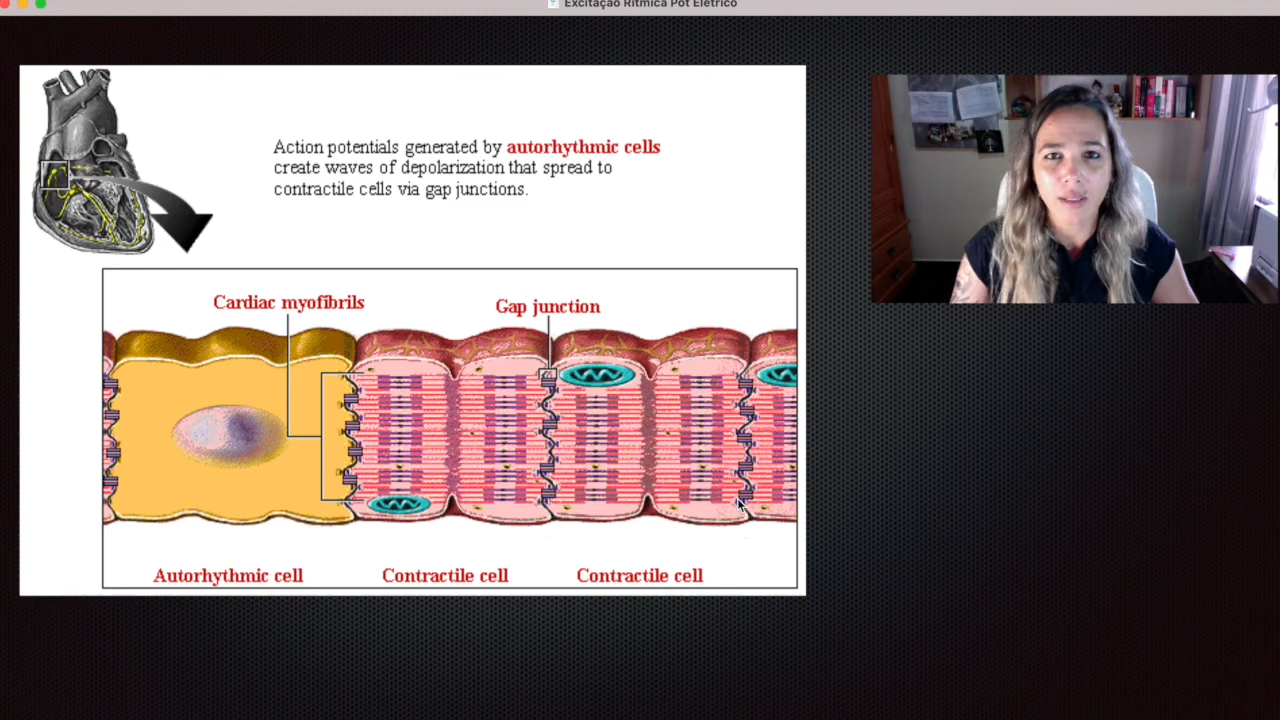 Excitação Rítmica Pot Elétrico
Action potentials generated by autorhythmic cells
create waves of depolarization that spread to
contractile cells via gap junctions.
Cardiac myofibrils
Gap junction
Autorhythmic cell
Contractile cell
Contractile cell